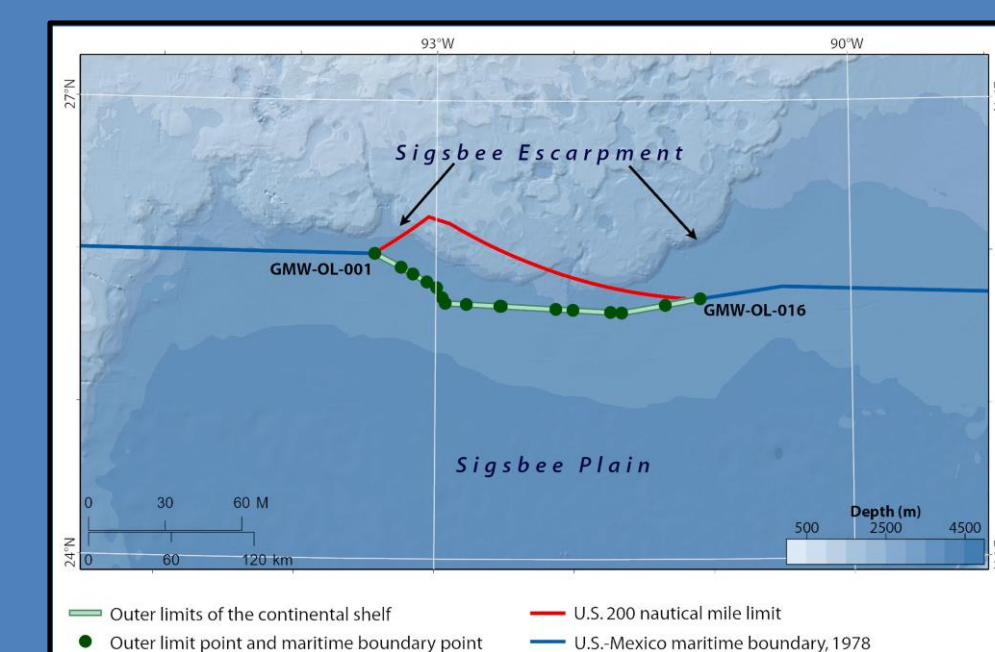 93°W 90°W
27°N
Sigsbee Escarpment
GMW-OL-001
GMW-OL-016
Sigsbee Plain
0 30 60 M
0 60 120 km
Depth (m)
500 2500 4500
24°N
Outer limits of the continental shelf
U.S. 200 nautical mile limit
Outer limit point and maritime boundary point
U.S.-Mexico maritime boundary, 1978